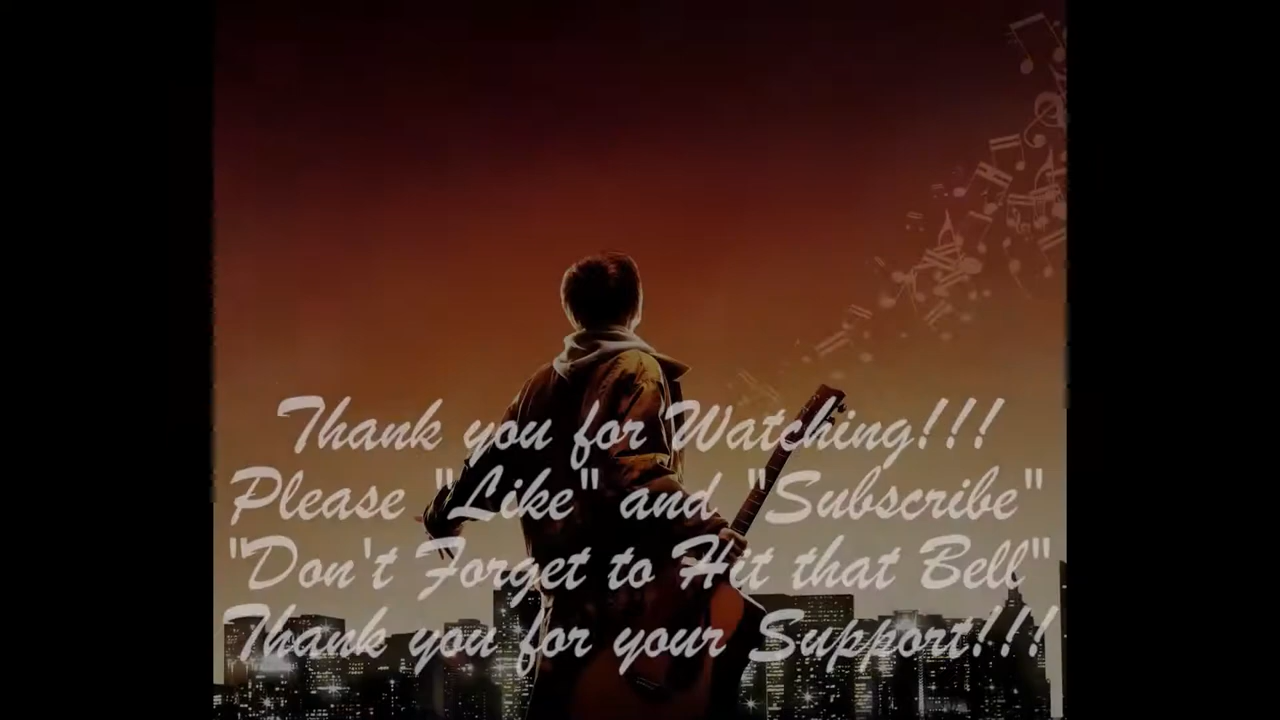 Thank you for Watching!!!
Please "Like" and "Subscribe"
"Don't Forget to Hit that Bell"
Thank you for your Support!!!